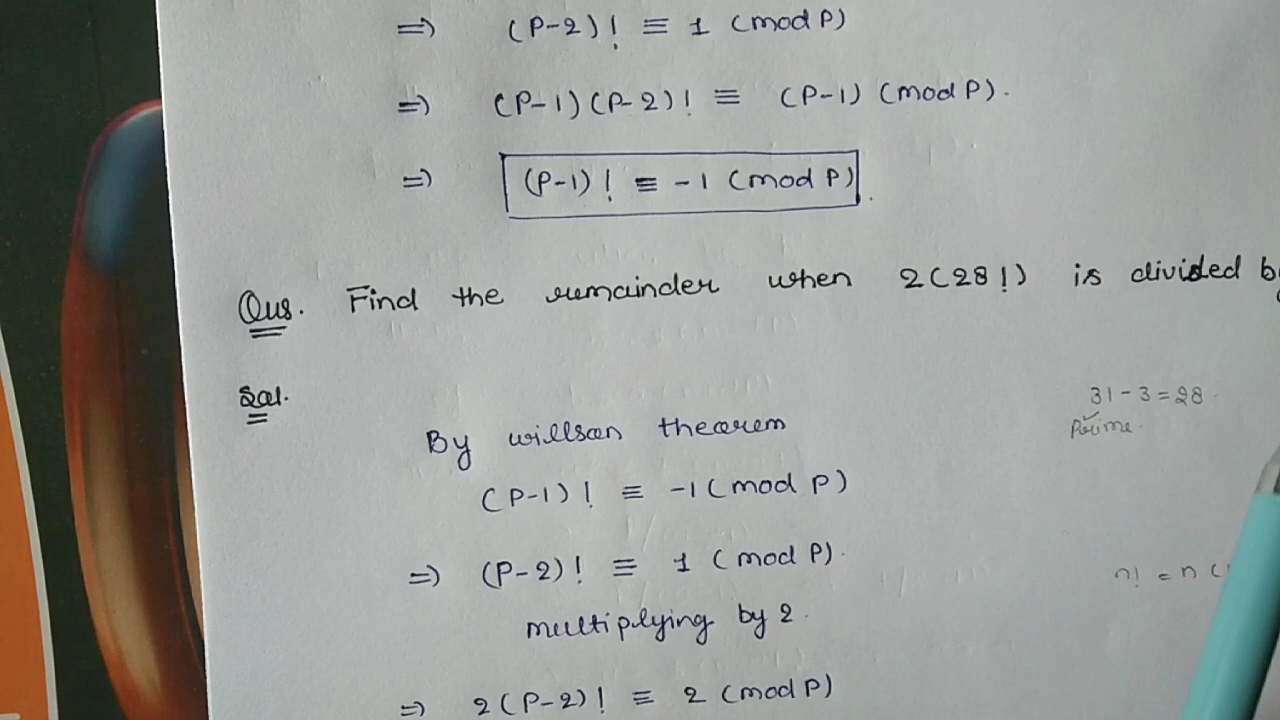 => (P-2)! ≡ 1 (mod P)
=> (P-1)(P-2)! ≡ (P-1) (mod P).
=> (P-1)! ≡ -1 (mod P).
Qus. Find the remainder when 2(28!) is divided by
Sol.
31-3=28.
Prime.
By willson theorem
(P-1)! ≡ -1 (mod P)
=> (P-2)! ≡ 1 (mod P).
n! = n (
multiplying by 2.
=> 2(P-2)! ≡ 2 (mod P)